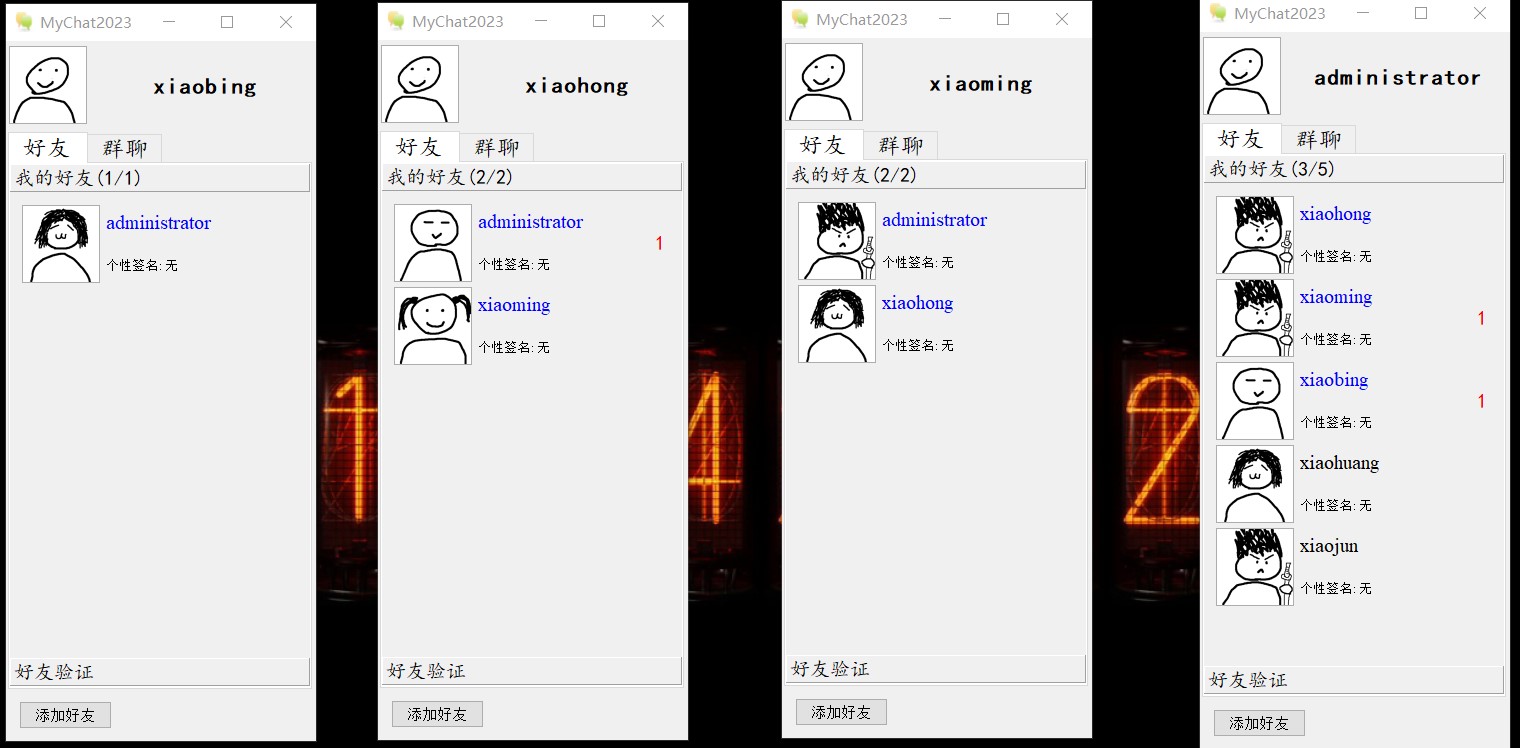 MyChat2023
xiaobing
好友 群聊
我的好友(1/1)
administrator
个性签名: 无
好友验证
添加好友
MyChat2023
xiaohong
好友 群聊
我的好友(2/2)
administrator
1
个性签名: 无
xiaoming
个性签名: 无
好友验证
添加好友
MyChat2023
xiaoming
好友 群聊
我的好友(2/2)
administrator
个性签名: 无
xiaohong
个性签名: 无
好友验证
添加好友
MyChat2023
administrator
好友 群聊
我的好友(3/5)
xiaohong
个性签名: 无
xiaoming
1
个性签名: 无
xiaobing
1
个性签名: 无
xiaohuang
个性签名: 无
xiaojun
个性签名: 无
好友验证
添加好友
1
4
2